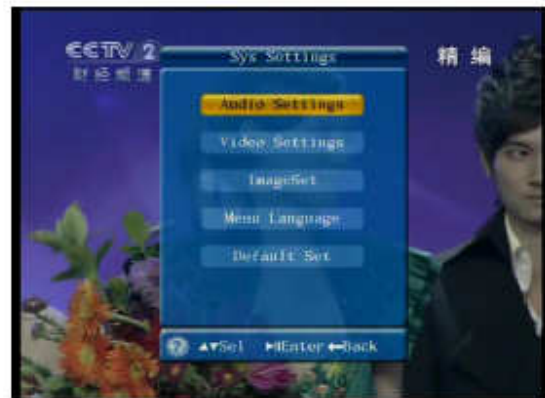 CCTV 2
财经频道
精编
Sys Settings
Audio Settings
Video Settings
ImageSet
Menu Language
Default Set
? ▲▼Sel ►IIEnter ←Back